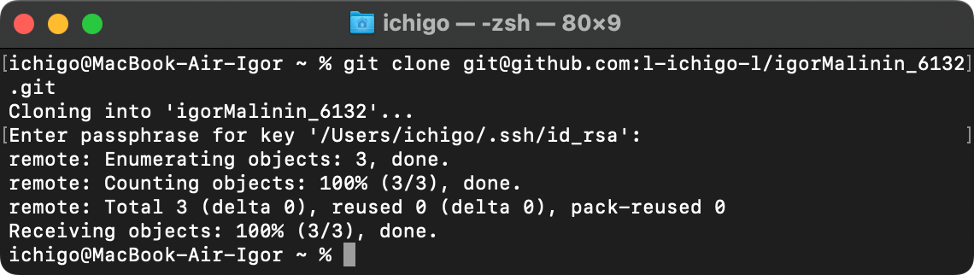 ichigo — -zsh — 80×9
[ichigo@MacBook-Air-Igor ~ % git clone git@github.com:l-ichigo-l/igorMalinin_6132]
.git
Cloning into 'igorMalinin_6132'...
[Enter passphrase for key '/Users/ichigo/.ssh/id_rsa': ]
remote: Enumerating objects: 3, done.
remote: Counting objects: 100% (3/3), done.
remote: Total 3 (delta 0), reused 0 (delta 0), pack-reused 0
Receiving objects: 100% (3/3), done.
ichigo@MacBook-Air-Igor ~ %